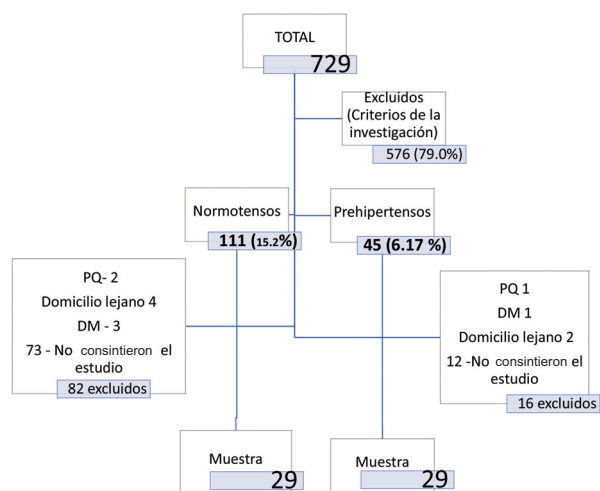 TOTAL
729
Excluidos
(Criterios de la
investigación)
576 (79.0%)
Normotensos
111 (15.2%)
Prehipertensos
45 (6.17 %)
PQ- 2
Domicilio lejano 4
DM - 3
73 - No consintieron el
estudio
82 excluidos
PQ 1
DM 1
Domicilio lejano 2
12 -No consintieron el
estudio
16 excluidos
Muestra
29
Muestra
29